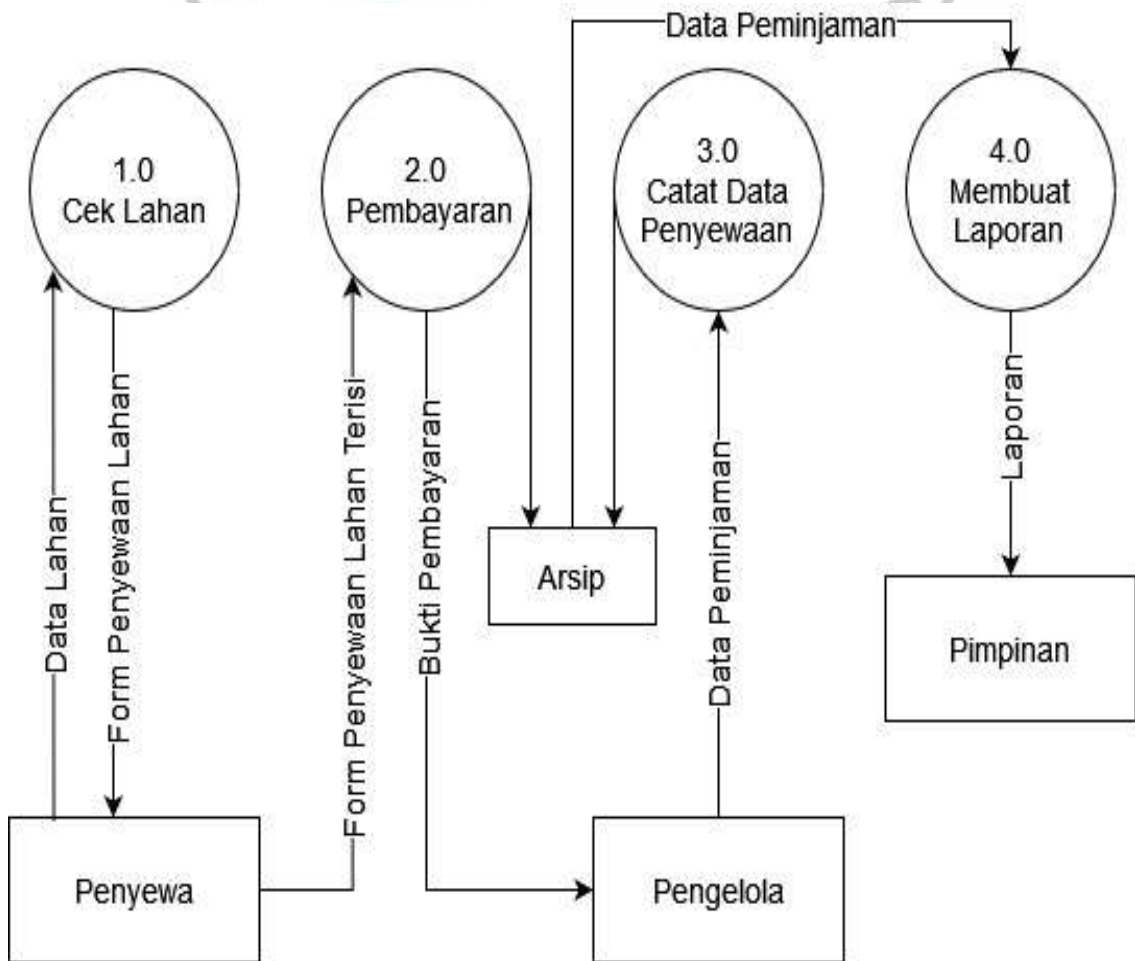 Data Peminjaman
1.0
Cek Lahan
2.0
Pembayaran
3.0
Catat Data
Penyewaan
4.0
Membuat
Laporan
Data Lahan
Form Penyewaan Lahan
Form Penyewaan Lahan Terisi
Bukti Pembayaran
Arsip
Data Peminjaman
Laporan
Pimpinan
Penyewa
Pengelola